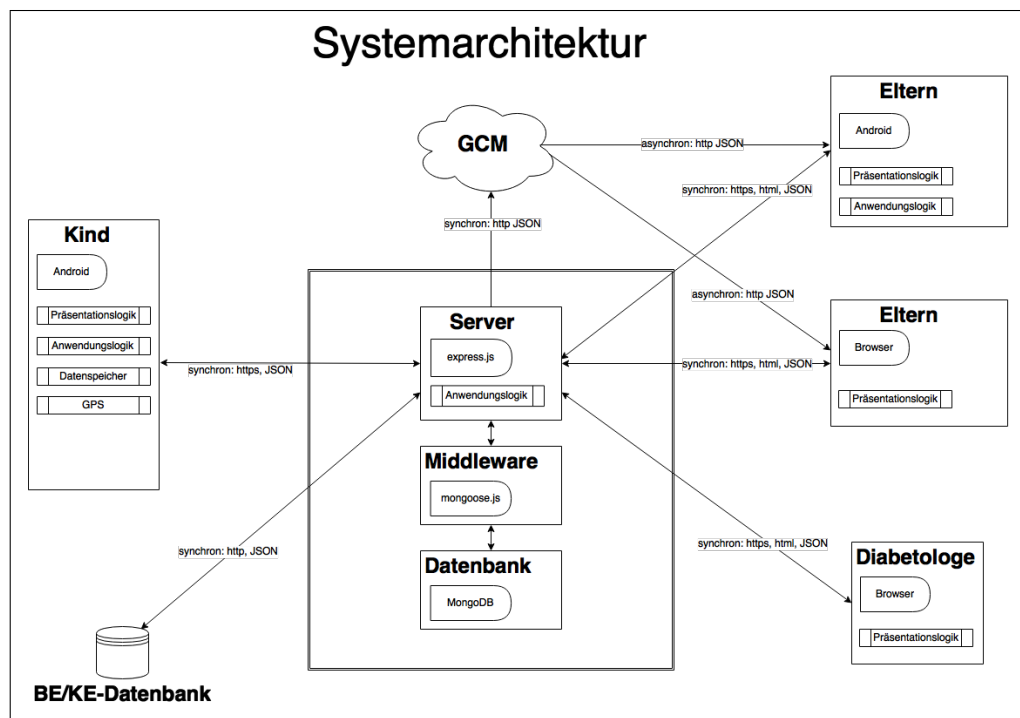 Systemarchitektur
GCM
asynchron: http JSON
synchron: https, html, JSON
synchron: http JSON
asynchron: http JSON
Eltern
Android
Präsentationslogik
Anwendungslogik
Kind
Android
Präsentationslogik
Anwendungslogik
Datenspeicher
GPS
synchron: https, JSON
Server
express.js
Anwendungslogik
synchron: https, html, JSON
Eltern
Browser
Präsentationslogik
Middleware
mongoose.js
Datenbank
MongoDB
synchron: http, JSON
synchron: https, html, JSON
Diabetologe
Browser
Präsentationslogik
BE/KE-Datenbank